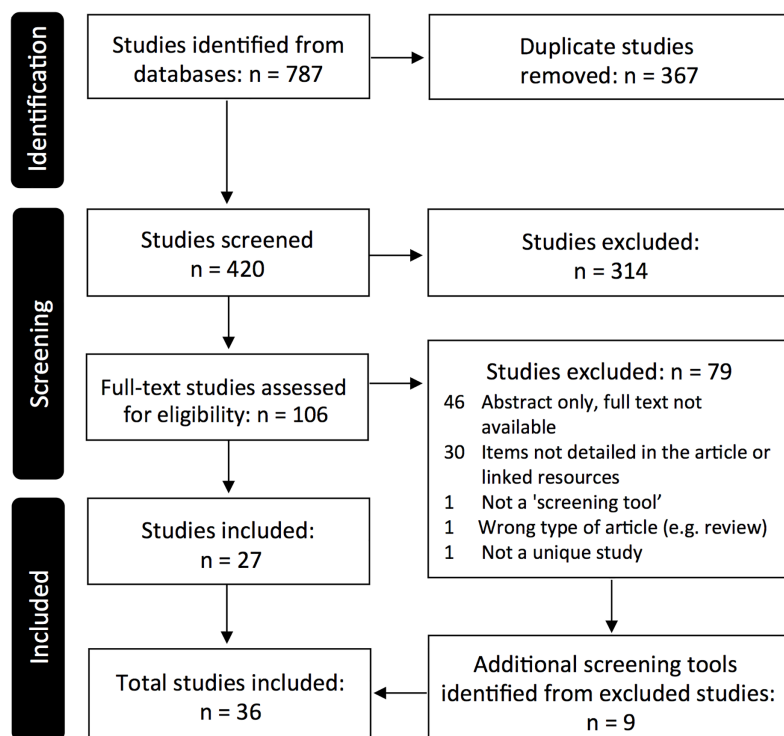 Identification
Studies identified from
databases: n = 787
Duplicate studies
removed: n = 367
Screening
Studies screened
n = 420
Studies excluded:
n = 314
Full-text studies assessed
for eligibility: n = 106
Studies excluded: n = 79
46 Abstract only, full text not
available
30 Items not detailed in the article or
linked resources
1 Not a 'screening tool’
1 Wrong type of article (e.g. review)
1 Not a unique study
Included
Studies included:
n = 27
Total studies included:
n = 36
Additional screening tools
identified from excluded studies:
n = 9